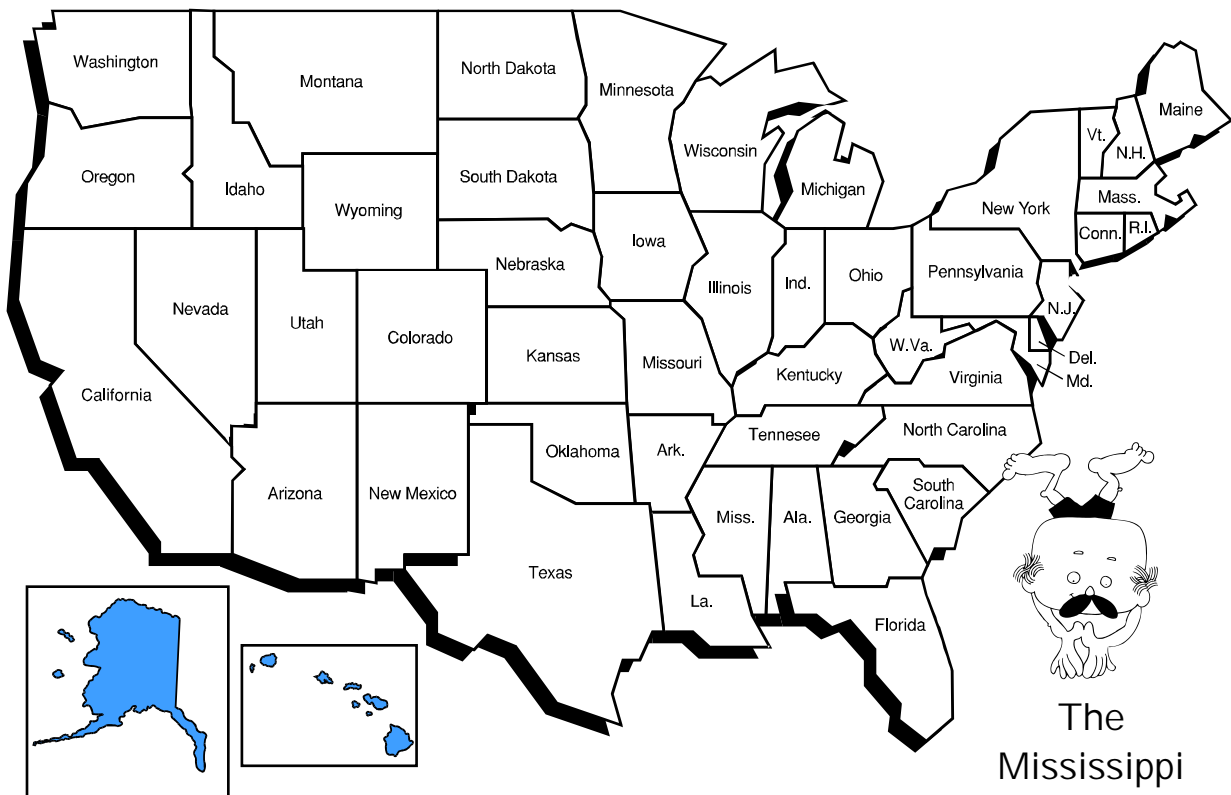 Washington
Montana
North Dakota
Minnesota
Maine
Vt.
N.H.
Oregon
Idaho
Wyoming
South Dakota
Wisconsin
Michigan
New York
Mass.
Conn.
R.I.
Nevada
Utah
Colorado
Nebraska
Iowa
Illinois
Ind.
Ohio
Pennsylvania
N.J.
California
Kansas
Missouri
Kentucky
W.Va.
Virginia
Del.
Md.
Arizona
New Mexico
Oklahoma
Ark.
Tennesee
North Carolina
South
Carolina
Texas
La.
Miss.
Ala.
Georgia
Florida
The
Mississippi